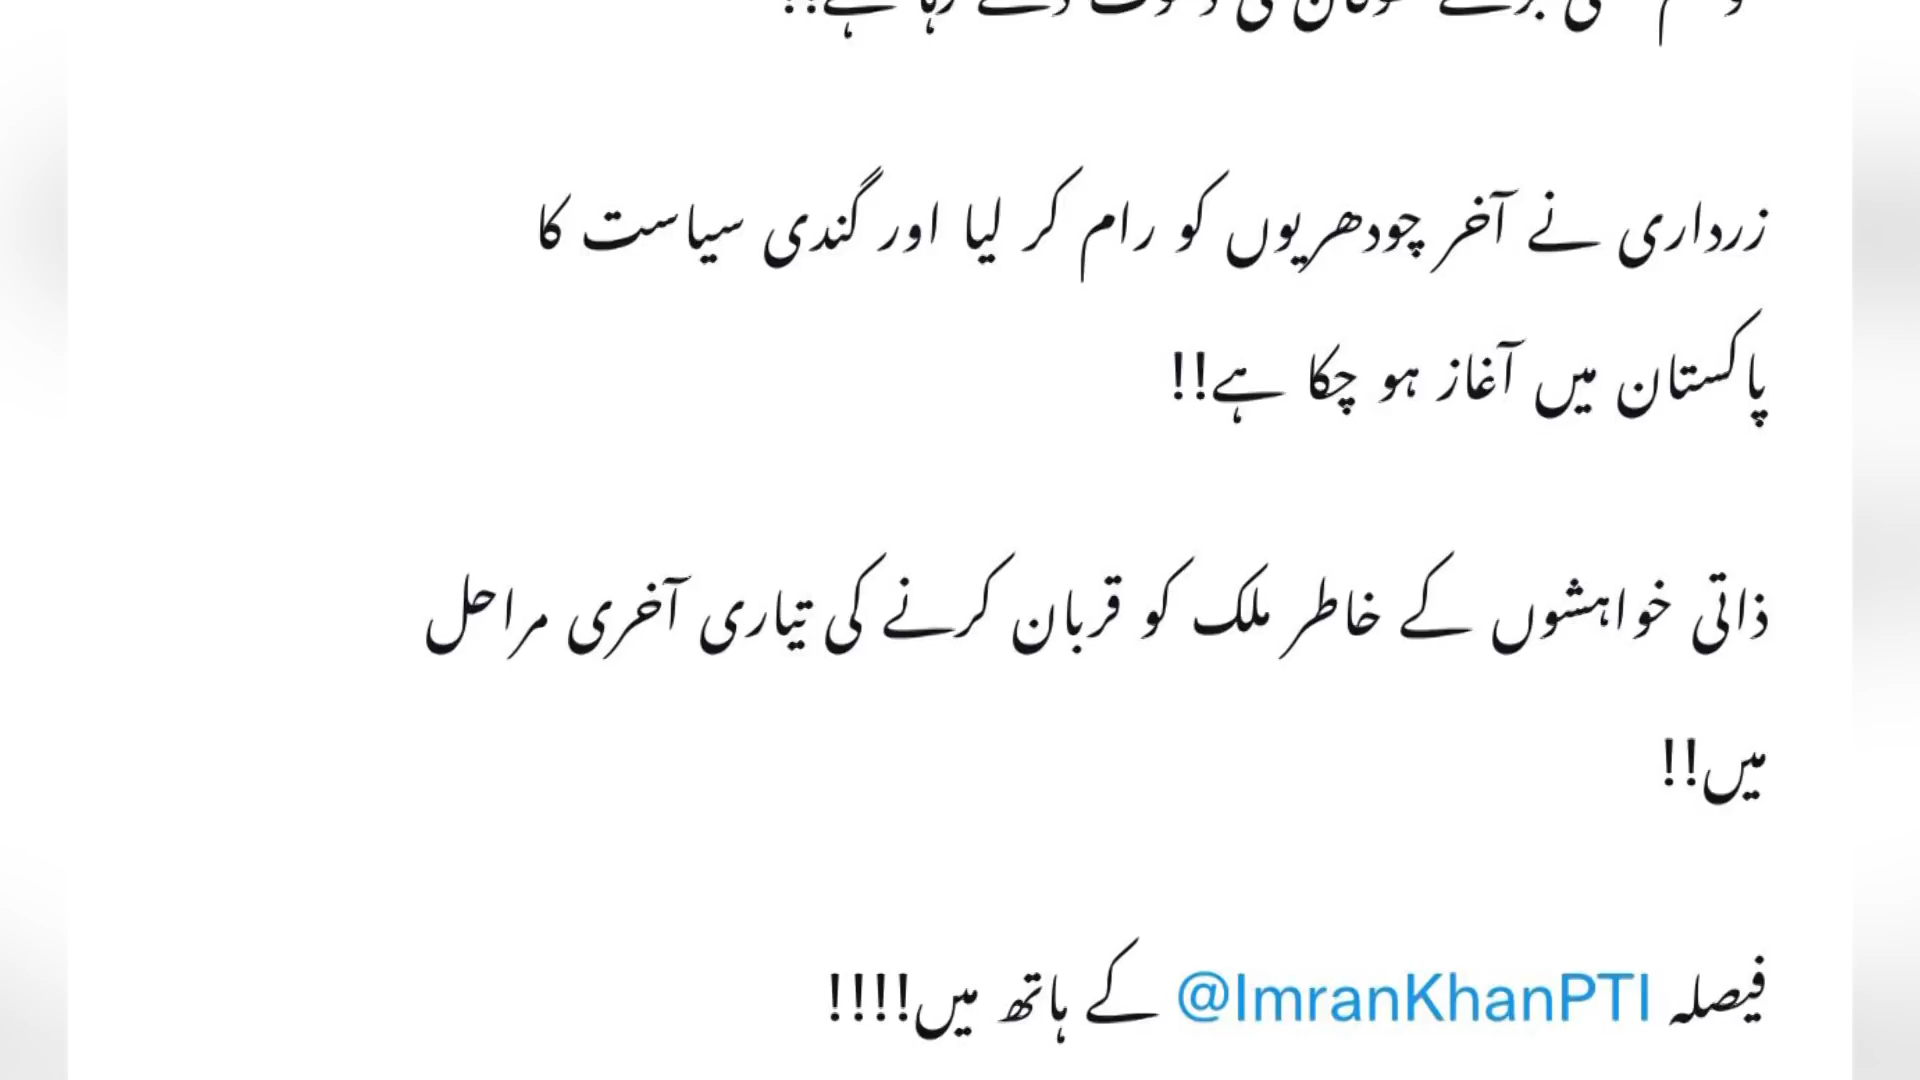 زرداری نے آخر چودھریوں کو رام کر لیا اور گندی سیاست کا
پاکستان میں آغاز ہو چکا ہے!!
ذاتی خواہشوں کے خاطر ملک کو قربان کرنے کی تیاری آخری مراحل
میں!!
فیصلہ @ImranKhanPTI کے ہاتھ میں!!!!